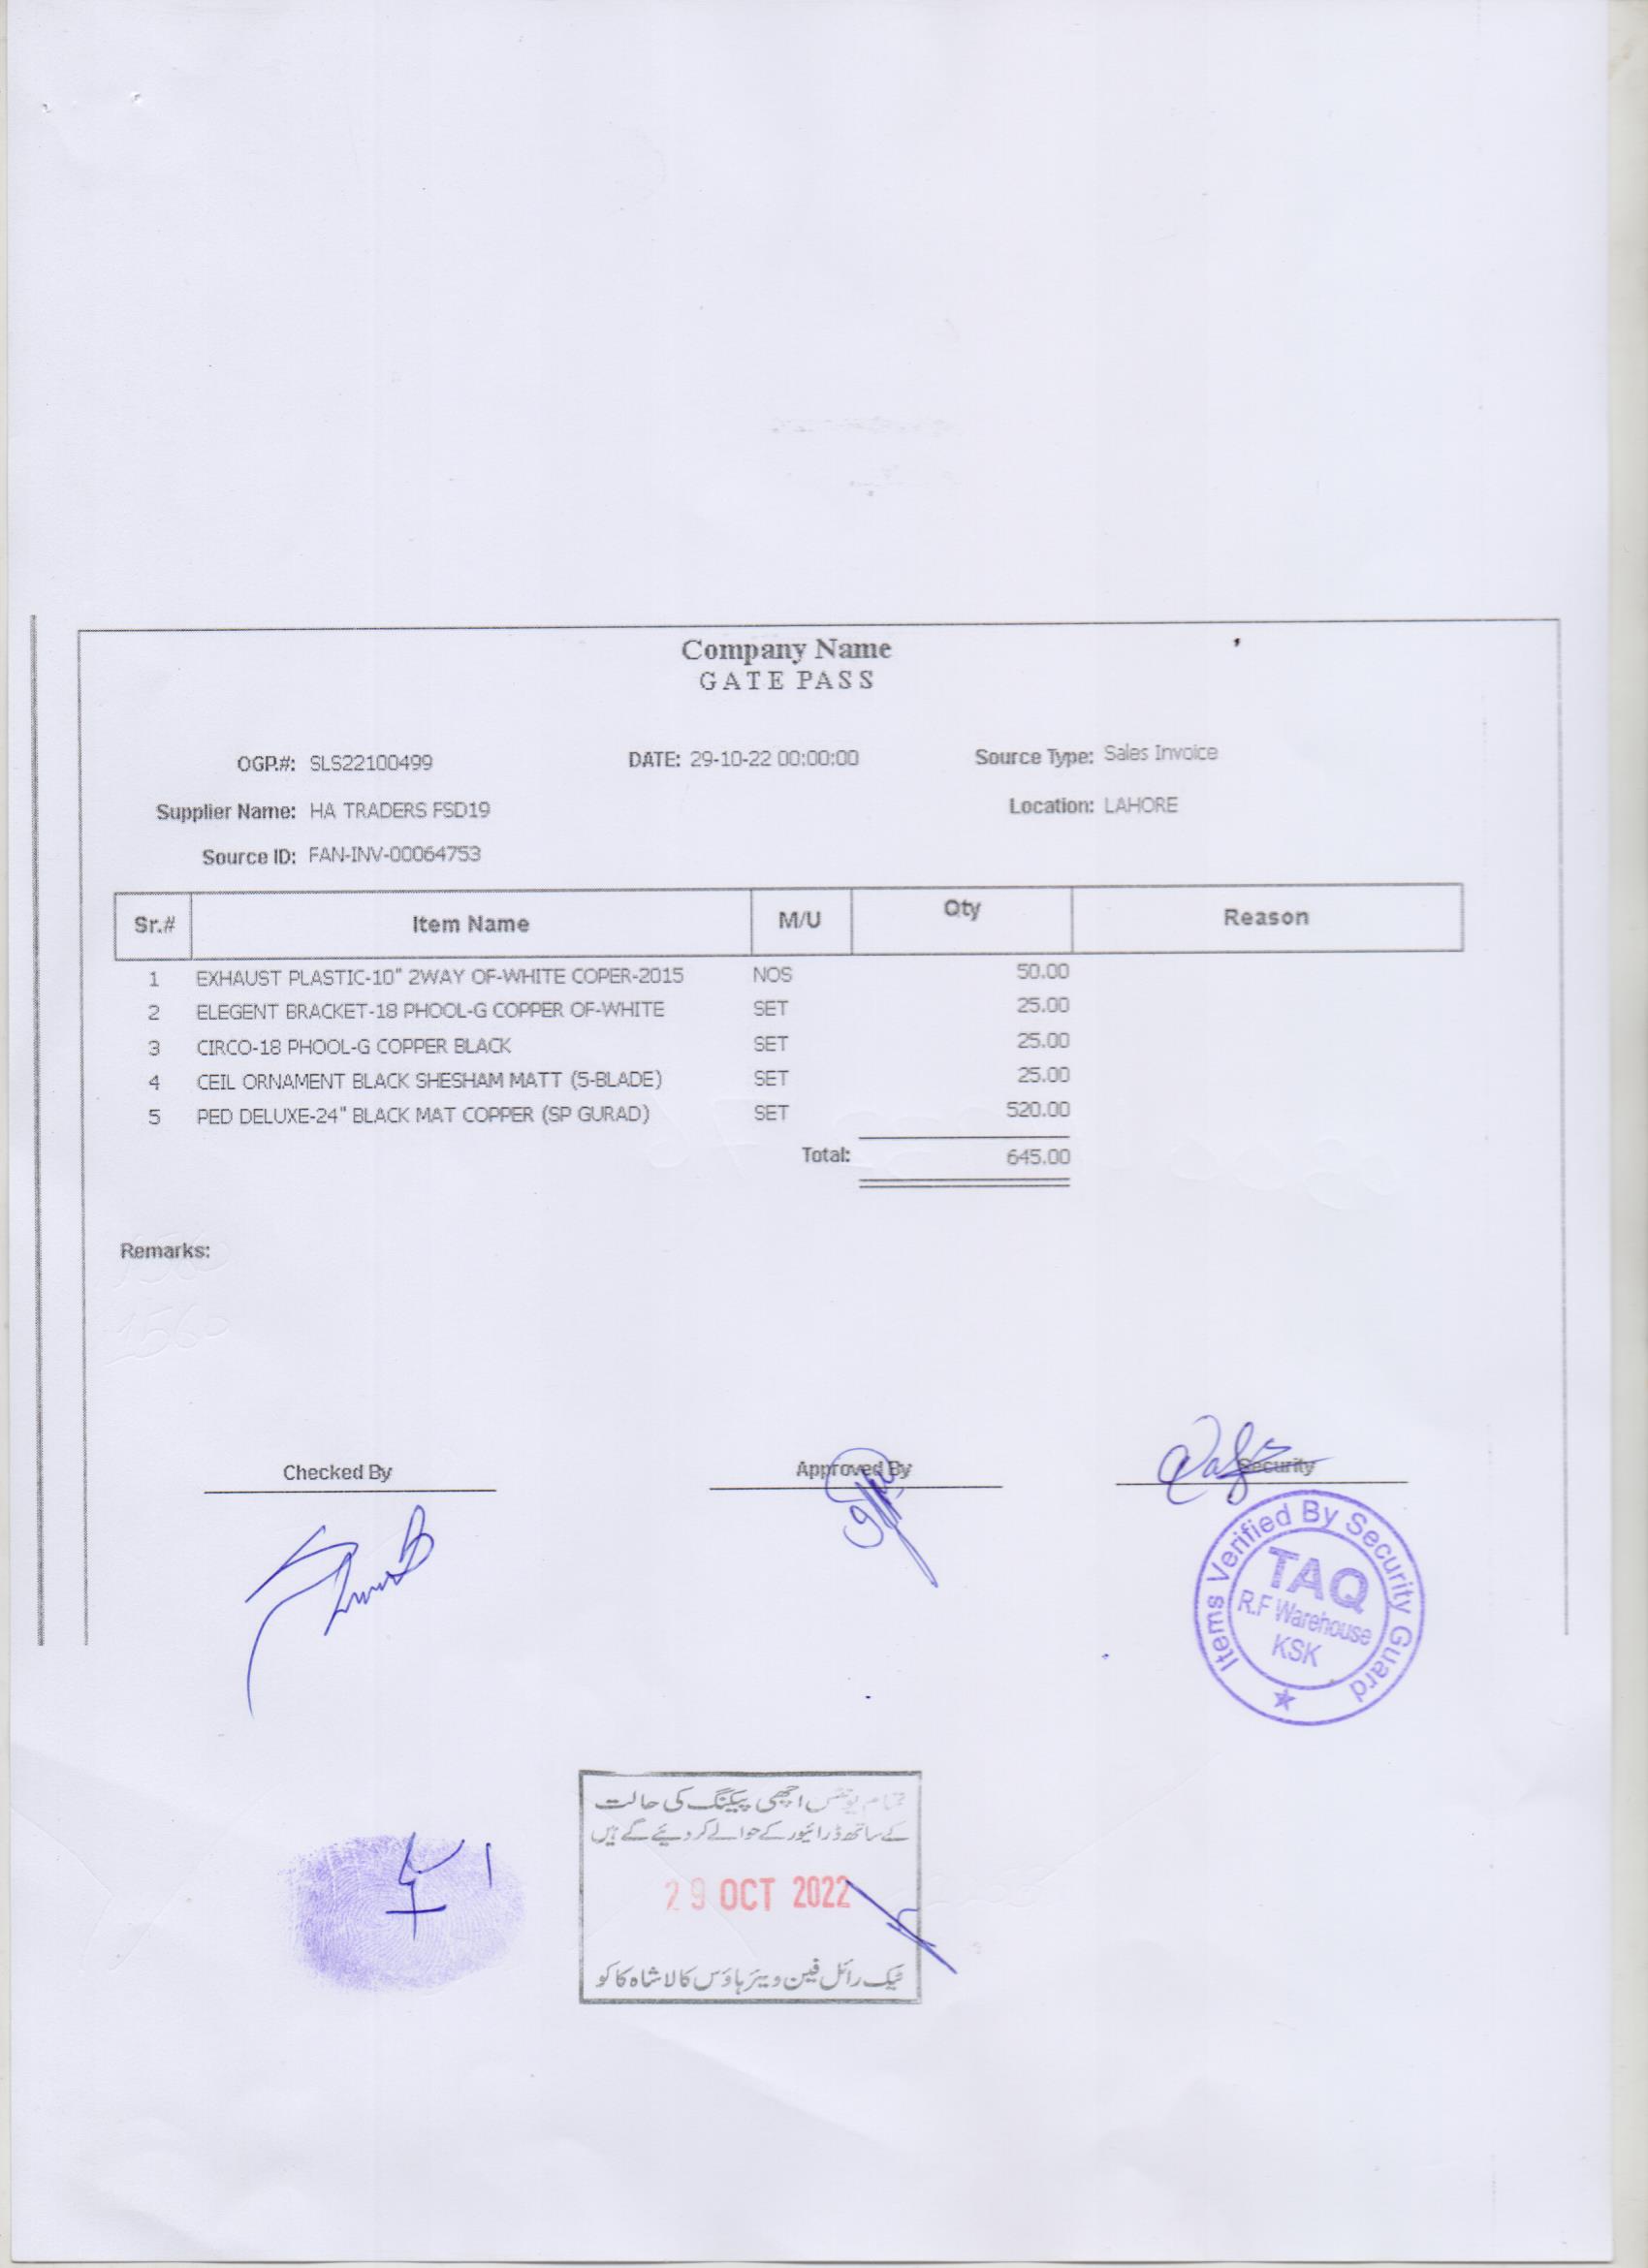 Company Name
GATE PASS
OGP.#: SLS22100499 DATE: 29-10-22 00:00:00 Source Type: Sales Invoice
Supplier Name: HA TRADERS FSD19 Location: LAHORE
Source ID: FAN-INV-00064753
Sr.# Item Name M/U Qty Reason
1 EXHAUST PLASTIC-10" 2WAY OF-WHITE COPER-2015 NOS 50.00
2 ELEGENT BRACKET-18 PHOOL-G COPPER OF-WHITE SET 25.00
3 CIRCO-18 PHOOL-G COPPER BLACK SET 25.00
4 CEIL ORNAMENT BLACK SHESHAM MATT (5-BLADE) SET 25.00
5 PED DELUXE-24" BLACK MAT COPPER (SP GURAD) SET 520.00
Total: 645.00
Remarks:
1560
Checked By Approved By Security
Items Verified By Security Guard
TAQ
R.F Warehouse
KSK
تمام یونٹس اچھی پیکنگ کی حالت
کے ساتھ ڈرائیور کے حوالے کر دیئے گے ہیں
29 OCT 2022
ٹیک رائل فین ویئر ہاؤس کالا شاہ کاکو